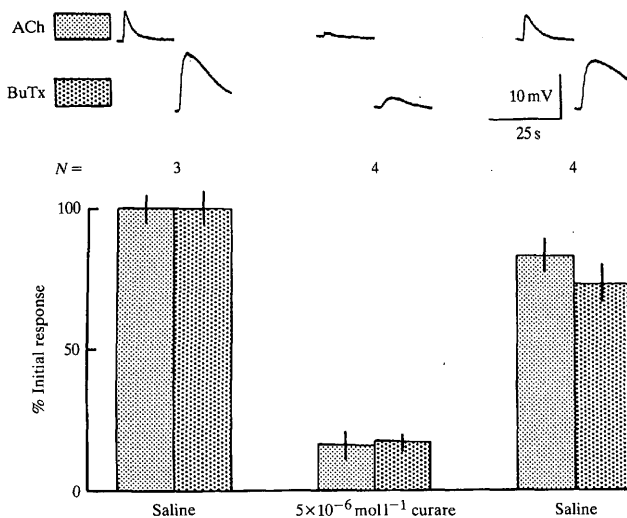 ACh
BuTx
10 mV
25 s
N = 3 4 4
% Initial response
100
50
0
Saline 5×10⁻⁶ mol l⁻¹ curare Saline